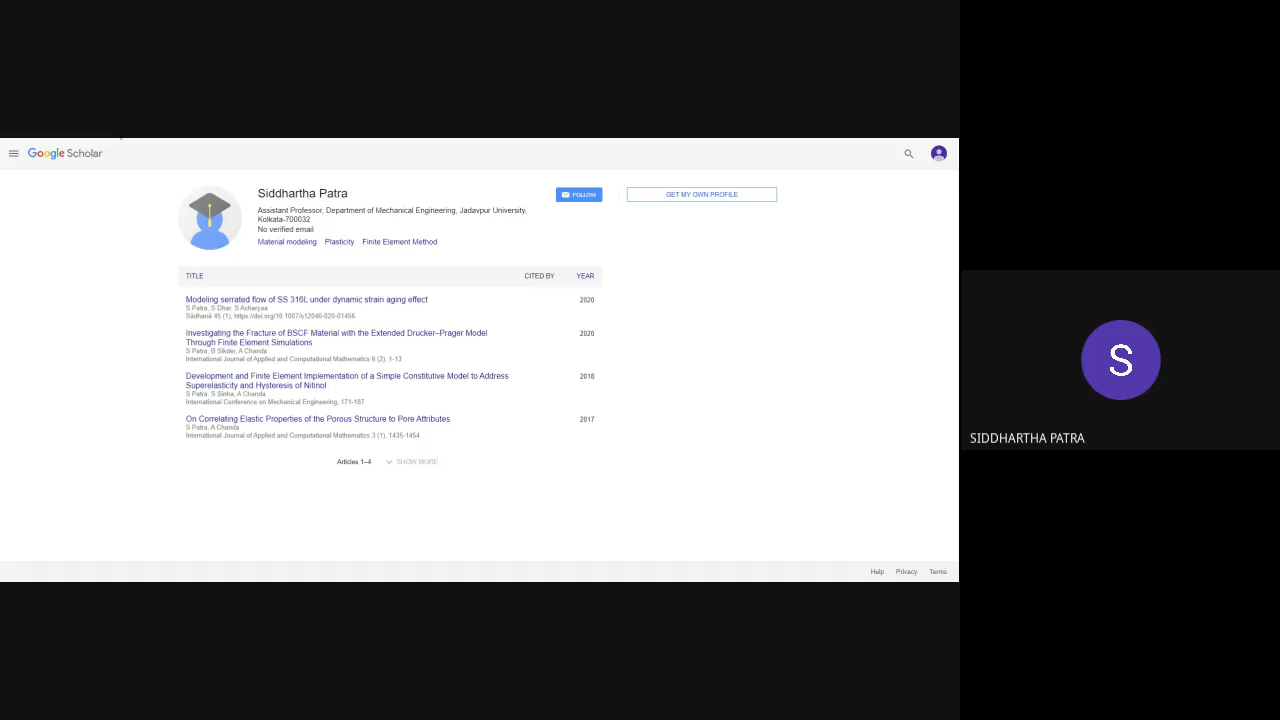 Google Scholar
Siddhartha Patra
FOLLOW
GET MY OWN PROFILE
Assistant Professor, Department of Mechanical Engineering, Jadavpur University,
Kolkata-700032
No verified email
Material modeling Plasticity Finite Element Method
TITLE CITED BY YEAR
Modeling serrated flow of SS 316L under dynamic strain aging effect 2020
S Patra, S Dhar, S Acharyaa
Sādhanā 45 (1), https://doi.org/10.1007/s12046-020-01456
Investigating the Fracture of BSCF Material with the Extended Drucker–Prager Model 2020
Through Finite Element Simulations
S Patra, B Sikder, A Chanda
International Journal of Applied and Computational Mathematics 6 (2), 1-13
Development and Finite Element Implementation of a Simple Constitutive Model to Address 2018
Superelasticity and Hysteresis of Nitinol
S Patra, S Sinha, A Chanda
International Conference on Mechanical Engineering, 171-187
On Correlating Elastic Properties of the Porous Structure to Pore Attributes 2017
S Patra, A Chanda
International Journal of Applied and Computational Mathematics 3 (1), 1435-1454
Articles 1–4 SHOW MORE
Help Privacy Terms
S
SIDDHARTHA PATRA